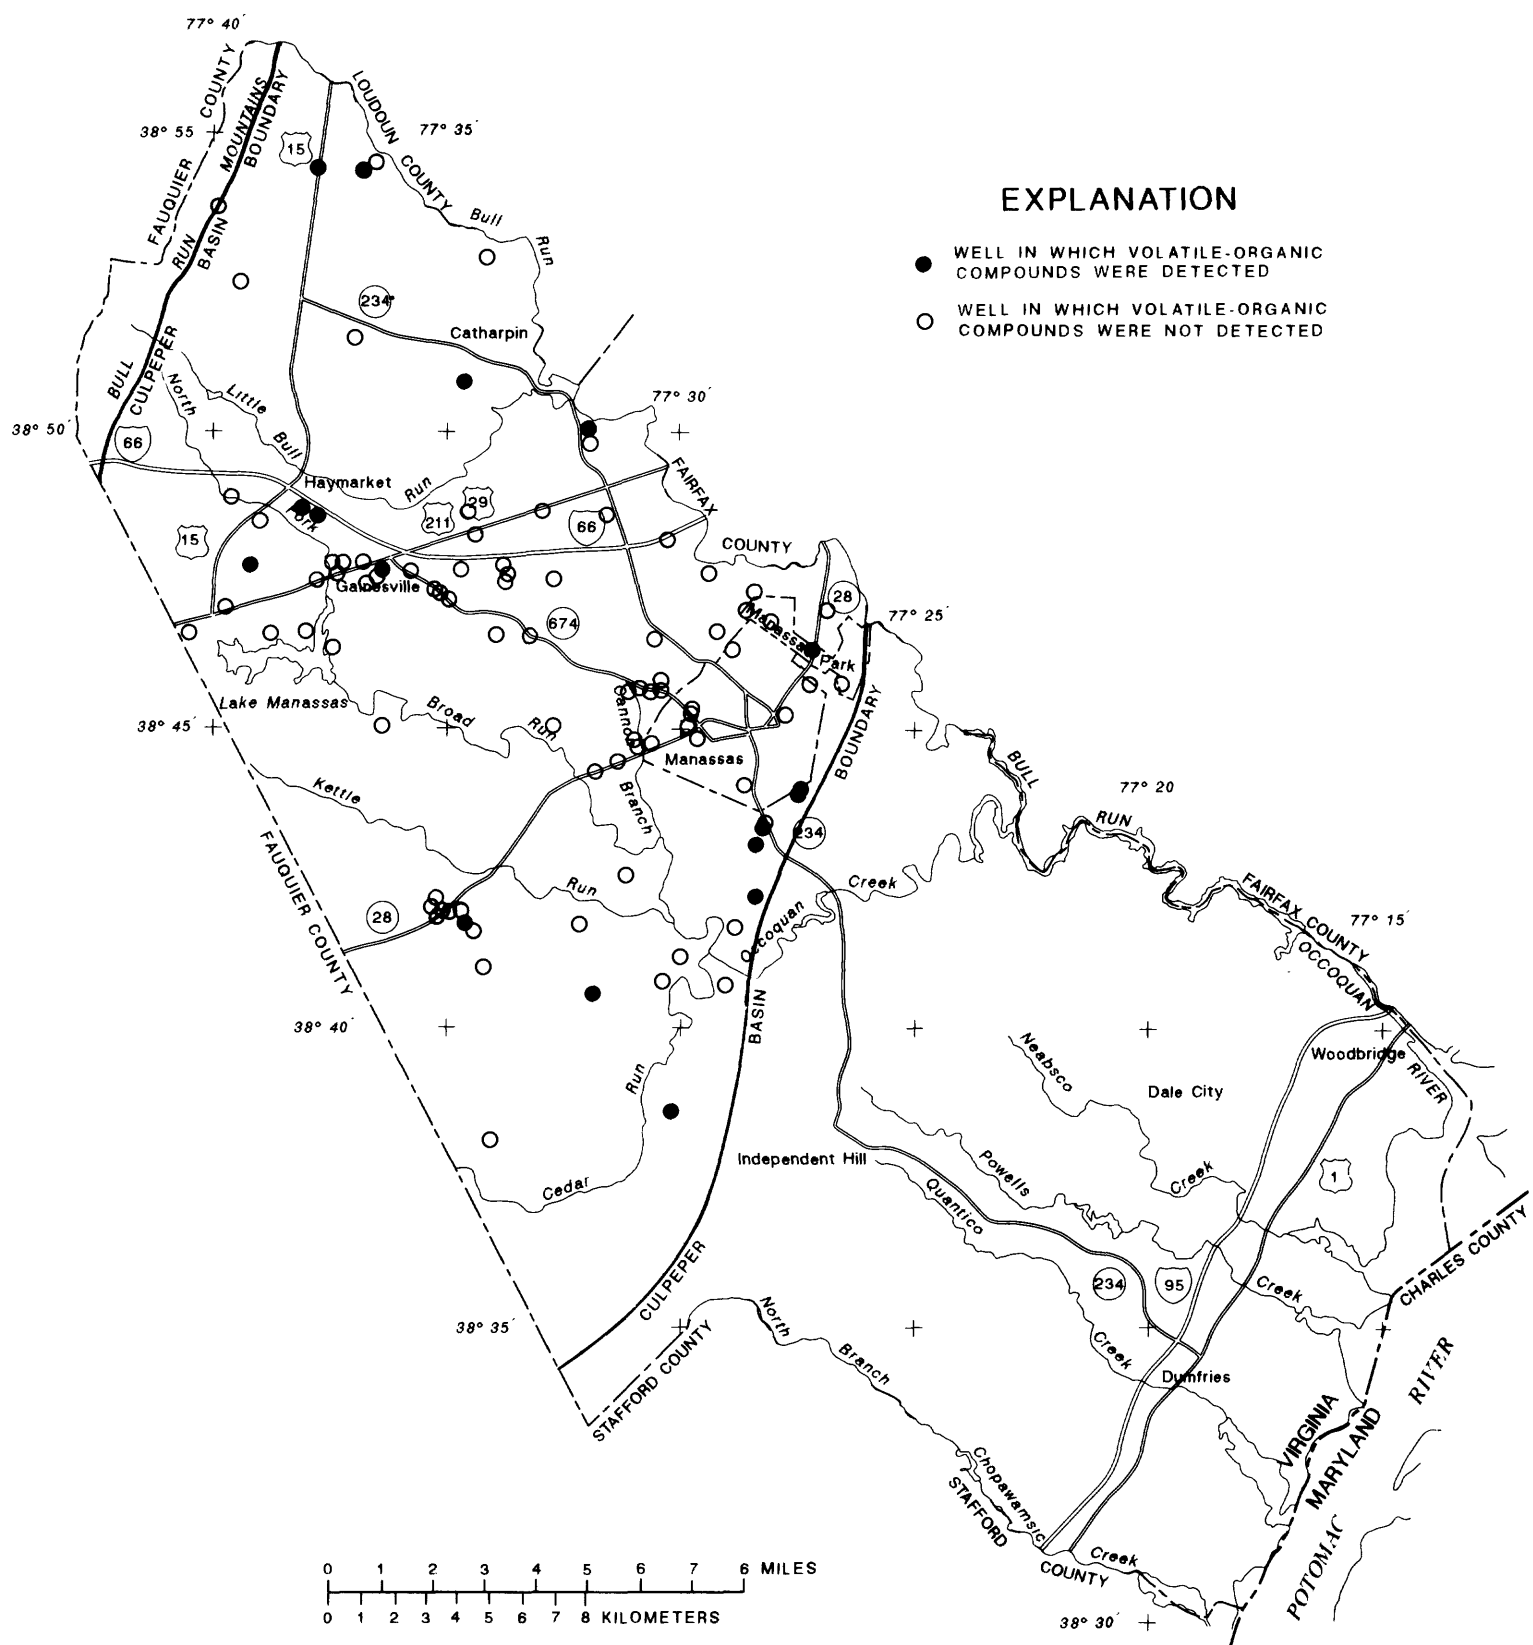 77° 40´
COUNTY
FAUQUIER
38° 55´
BULL RUN MOUNTAINS
CULPEPER BASIN BOUNDARY
15
LOUDOUN COUNTY
77° 35´
Bull
Run
EXPLANATION
WELL IN WHICH VOLATILE-ORGANIC
COMPOUNDS WERE DETECTED
WELL IN WHICH VOLATILE-ORGANIC
COMPOUNDS WERE NOT DETECTED
234
Catharpin
North
Fork
Little
Bull
Run
77° 30´
38° 50´
66
Haymarket
29
211
66
15
FAIRFAX
COUNTY
Gainesville
674
28
77° 25´
Manassas
Park
Lake Manassas
Broad
Run
Cannon
Branch
38° 45´
Manassas
BOUNDARY
BULL
RUN
77° 20´
Kettle
Run
234
FAUQUIER COUNTY
28
Creek
Occoquan
FAIRFAX COUNTY
OCCOQUAN
77° 15´
38° 40´
BASIN
Neabsco
Woodbridge
RIVER
Dale City
Run
Independent Hill
Powells
Creek
1
Cedar
Quantico
CHARLES COUNTY
CULPEPER
234
95
Creek
38° 35´
STAFFORD COUNTY
North
Branch
Creek
Dumfries
RIVER
VIRGINIA
MARYLAND
Chopawamsic
STAFFORD
COUNTY
Creek
POTOMAC
0 1 2 3 4 5 6 MILES
0 1 2 3 4 5 6 7 8 KILOMETERS
38° 30´